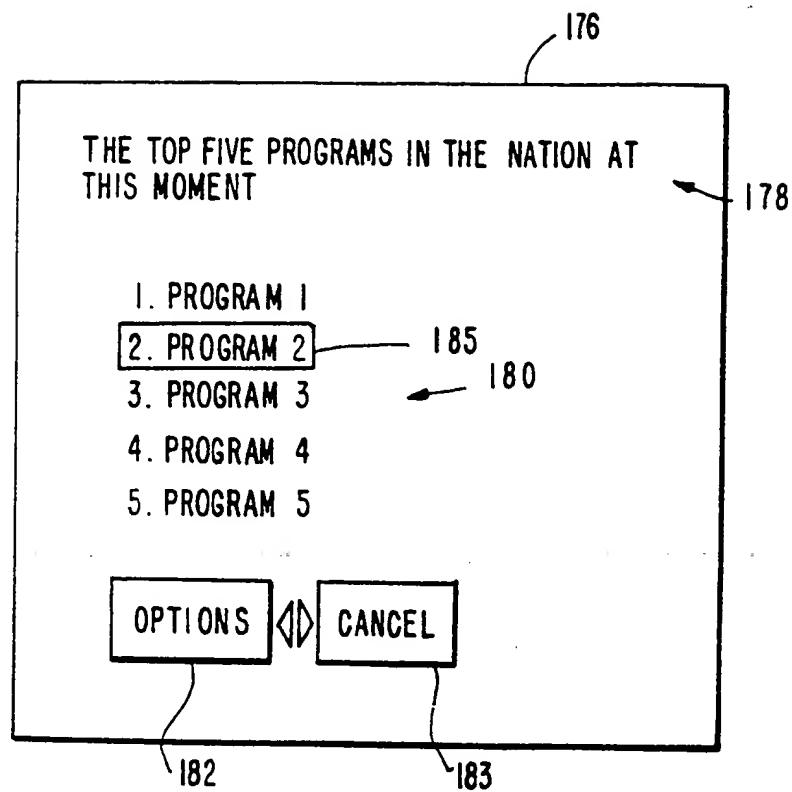 176
THE TOP FIVE PROGRAMS IN THE NATION AT
THIS MOMENT
178
1. PROGRAM 1
2. PROGRAM 2
185
3. PROGRAM 3
180
4. PROGRAM 4
5. PROGRAM 5
OPTIONS
CANCEL
182
183